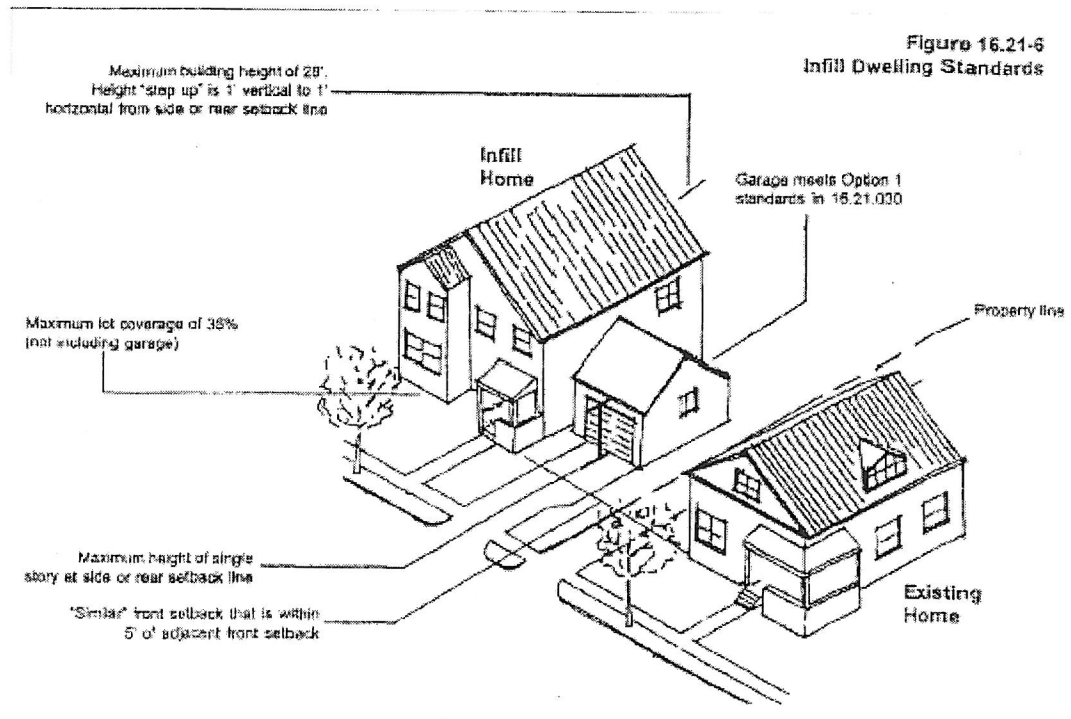 Figure 16.21-6
Infill Dwelling Standards
Maximum building height of 28'.
Height "step up" is 1' vertical to 1'
horizontal from side or rear setback line
Infill
Home
Garage meets Option 1
standards in 16.21.030
Property line
Maximum lot coverage of 35%
(not including garage)
Maximum height of single
story at side or rear setback line
"Similar" front setback that is within
5' of adjacent front setback
Existing
Home